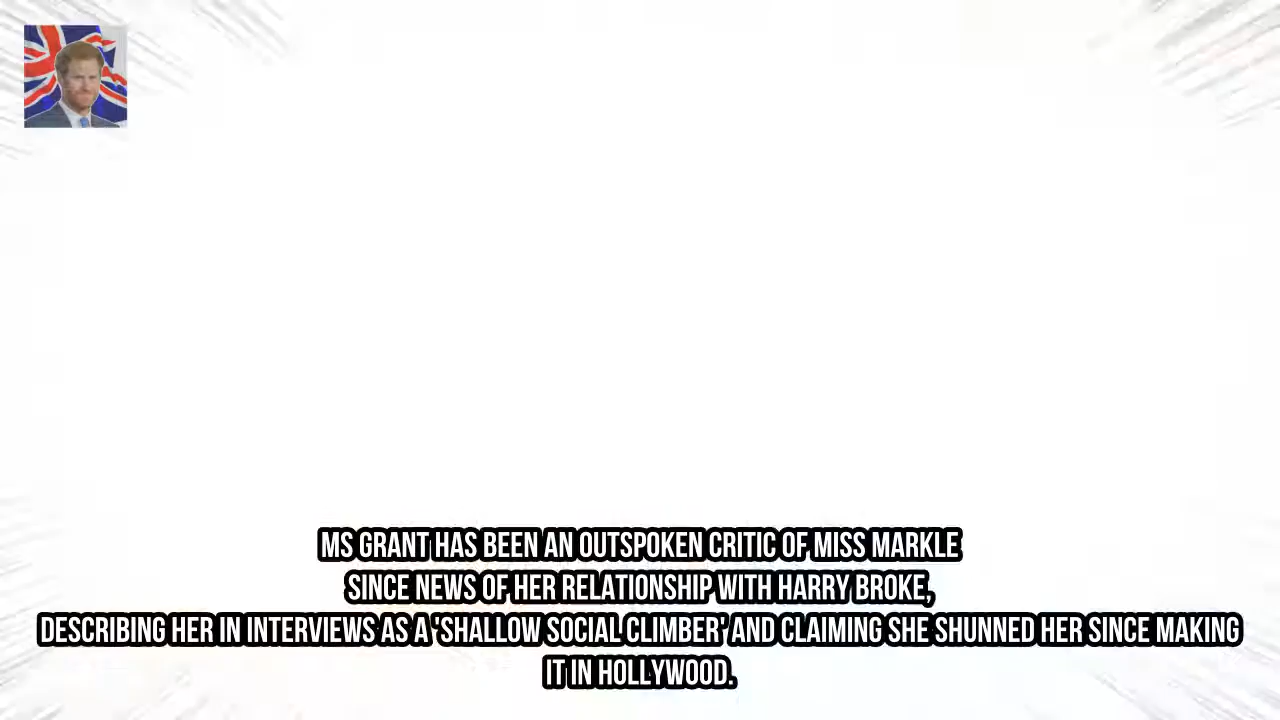 MS GRANT HAS BEEN AN OUTSPOKEN CRITIC OF MISS MARKLE
SINCE NEWS OF HER RELATIONSHIP WITH HARRY BROKE,
DESCRIBING HER IN INTERVIEWS AS A 'SHALLOW SOCIAL CLIMBER' AND CLAIMING SHE SHUNNED HER SINCE MAKING
IT IN HOLLYWOOD.